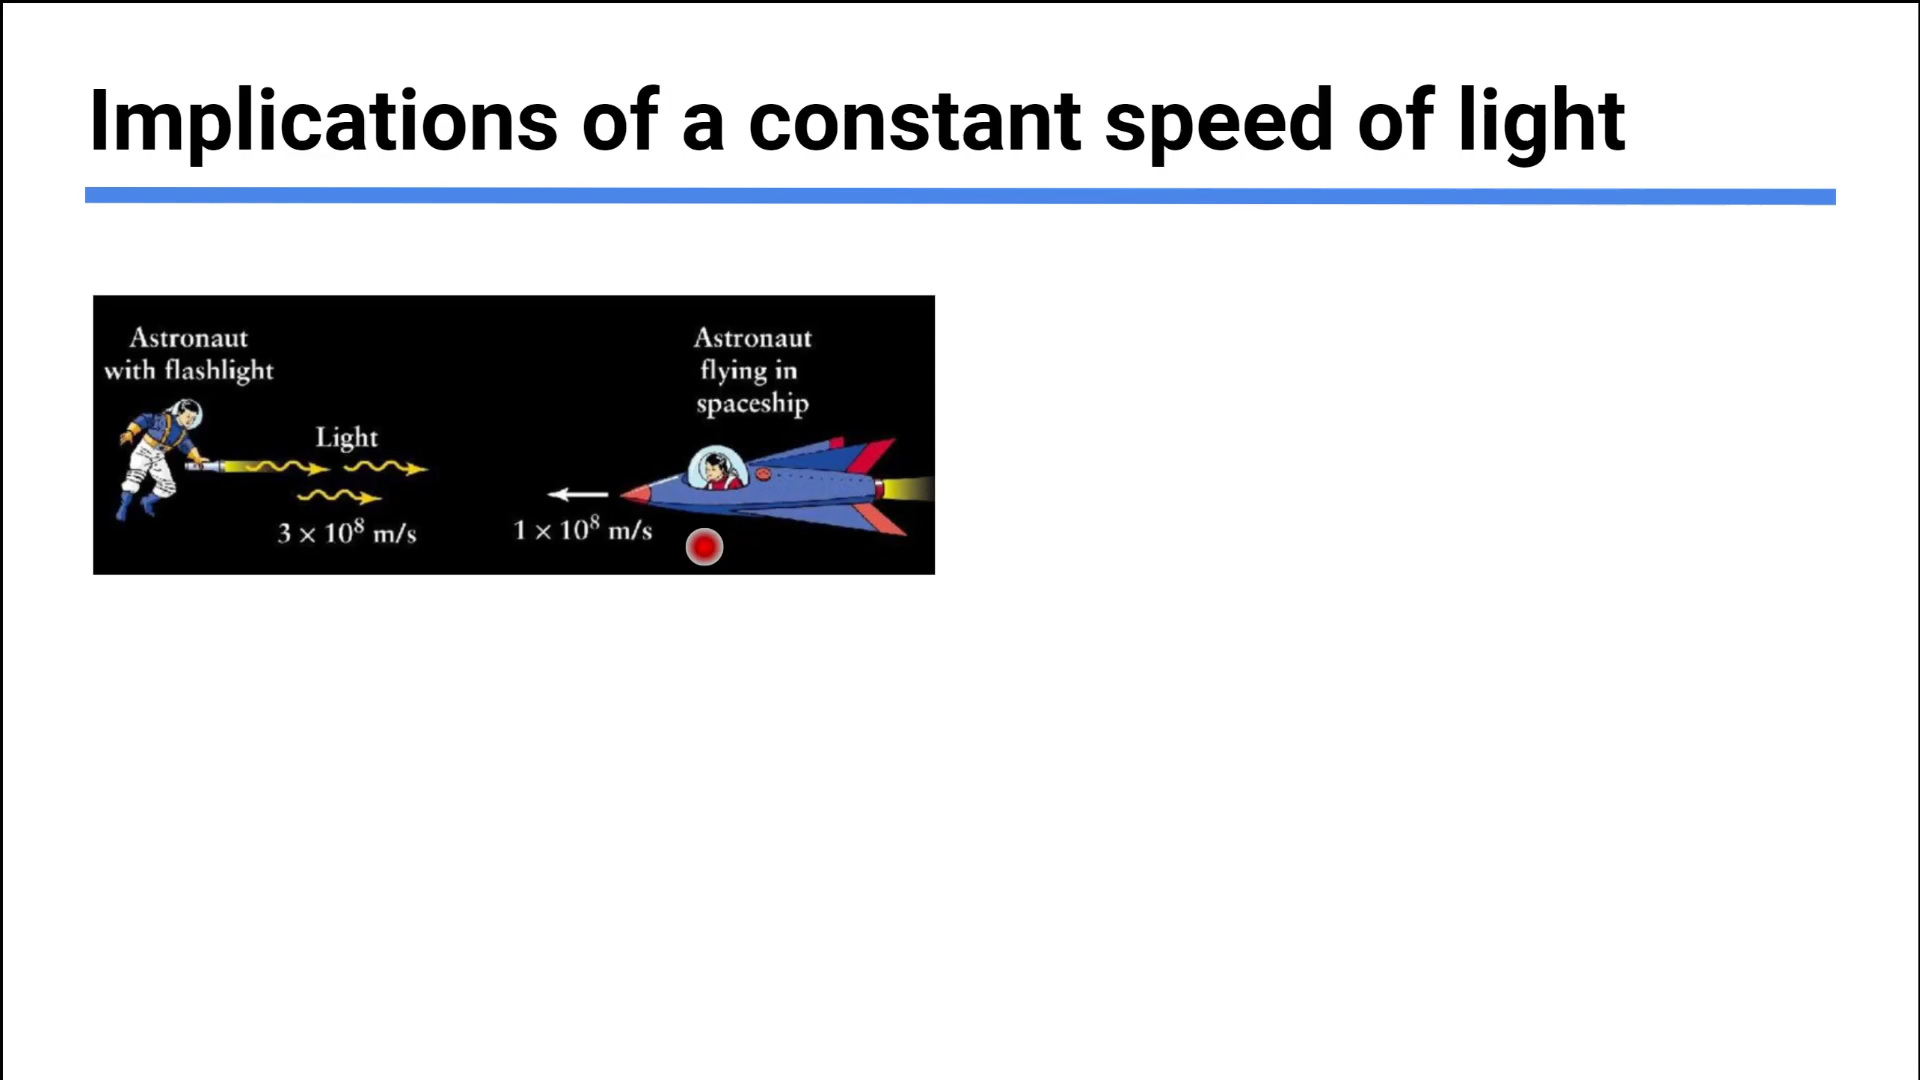 Implications of a constant speed of light
Astronaut
with flashlight
Light
3 × 10⁸ m/s
Astronaut
flying in
spaceship
1 × 10⁸ m/s